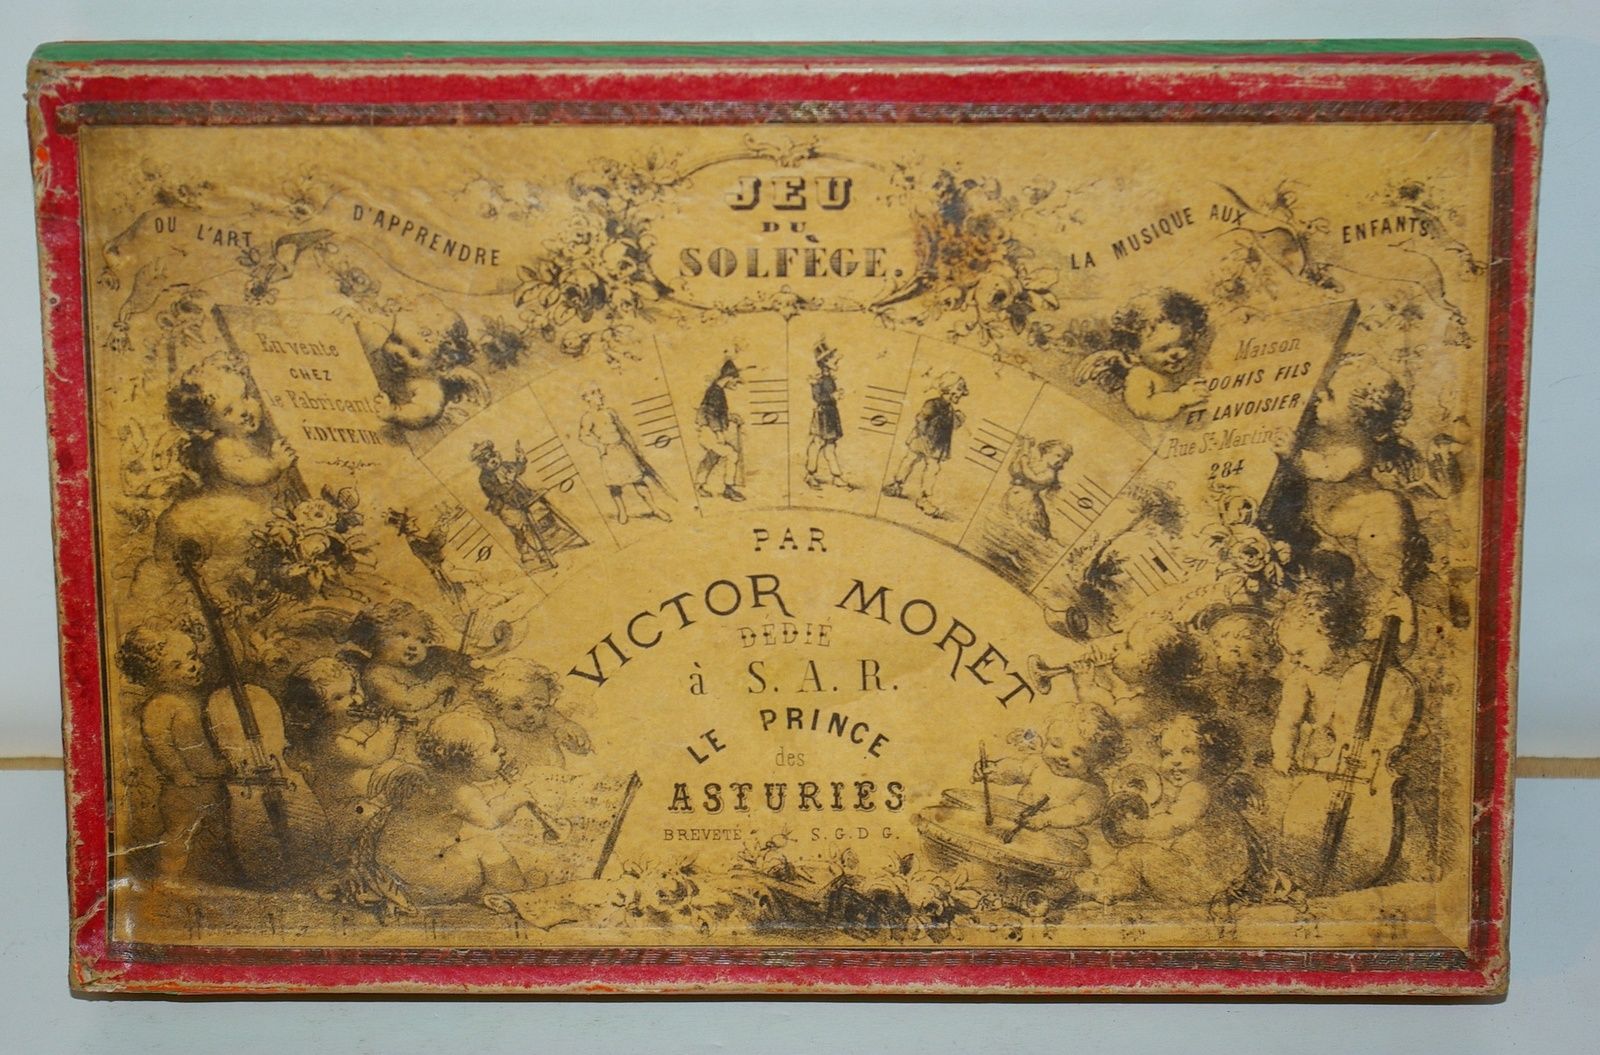 JEU
DU
SOLFÈGE.
OU L'ART D'APPRENDRE LA MUSIQUE AUX ENFANTS.
En vente
CHEZ
le Fabricant
ÉDITEUR
Maison
DOHIS FILS
ET LAVOISIER.
Rue St. Martin
284
PAR
VICTOR MORET
DÉDIÉ
à S. A. R.
LE PRINCE
des
ASTURIES
BREVETÉ S. G. D G.